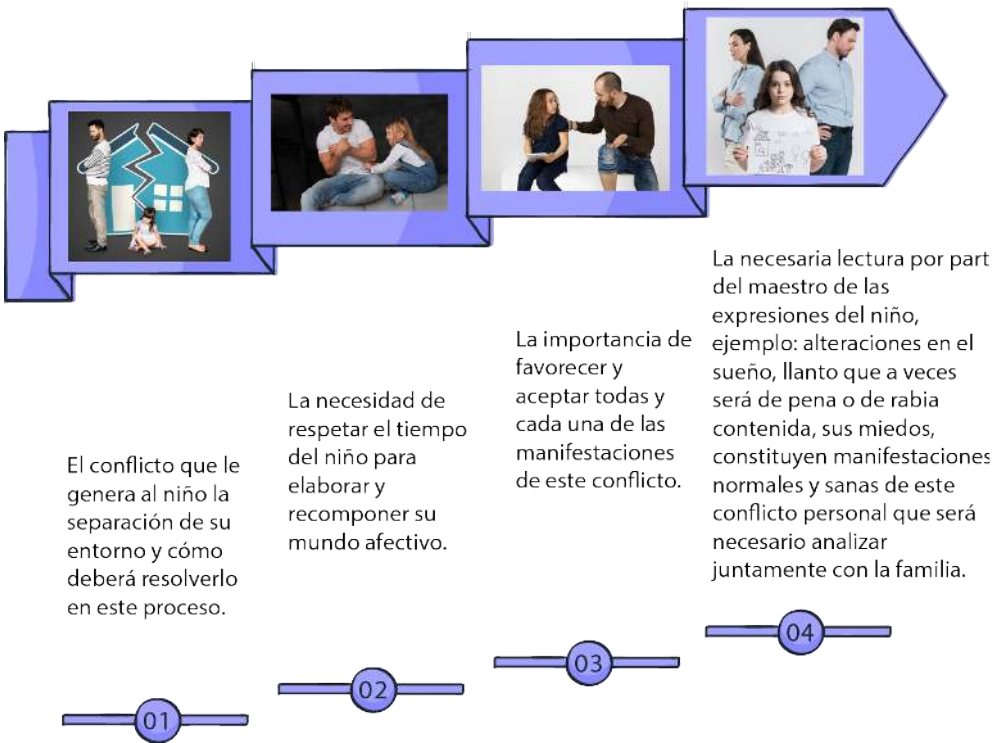 El conflicto que le
genera al niño la
separación de su
entorno y cómo
deberá resolverlo
en este proceso.
01
La necesidad de
respetar el tiempo
del niño para
elaborar y
recomponer su
mundo afectivo.
02
La importancia de
favorecer y
aceptar todas y
cada una de las
manifestaciones
de este conflicto.
03
La necesaria lectura por part
del maestro de las
expresiones del niño,
ejemplo: alteraciones en el
sueño, llanto que a veces
será de pena o de rabia
contenida, sus miedos,
constituyen manifestaciones
normales y sanas de este
conflicto personal que será
necesario analizar
juntamente con la familia.
04